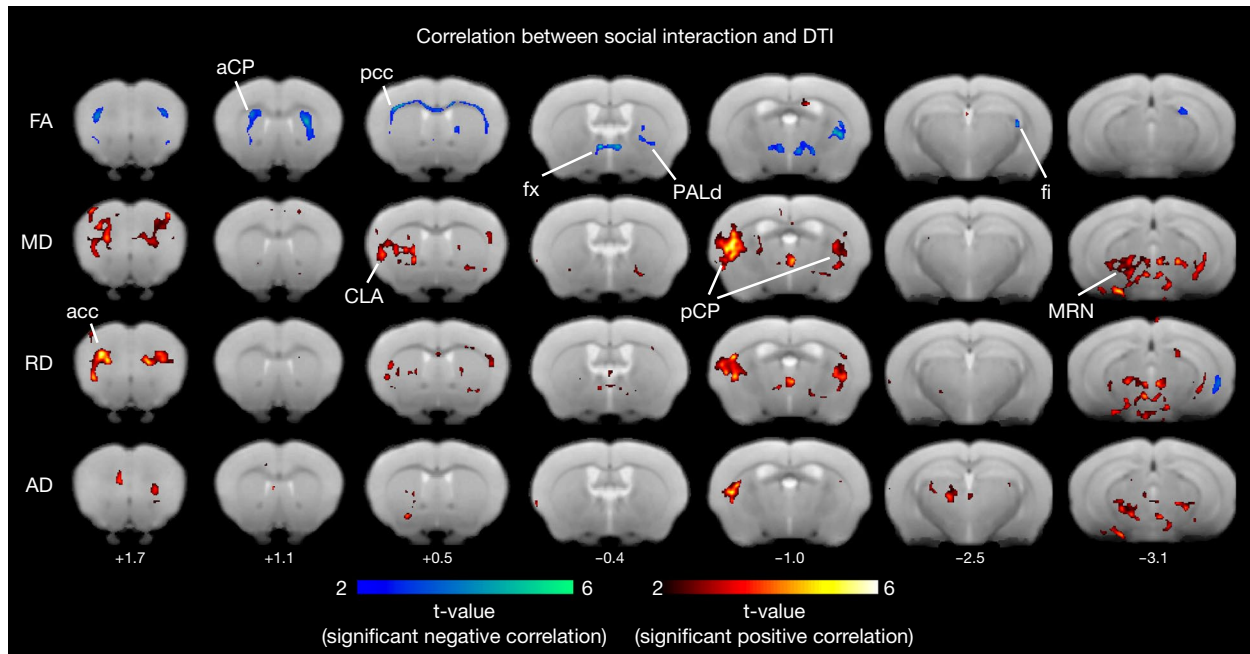 Correlation between social interaction and DTI
aCP
pcc
FA
fx
PALd
fi
MD
CLA
pCP
MRN
acc
RD
AD
+1.7 +1.1 +0.5 −0.4 −1.0 −2.5 −3.1
2 6 2 6
t-value t-value
(significant negative correlation) (significant positive correlation)